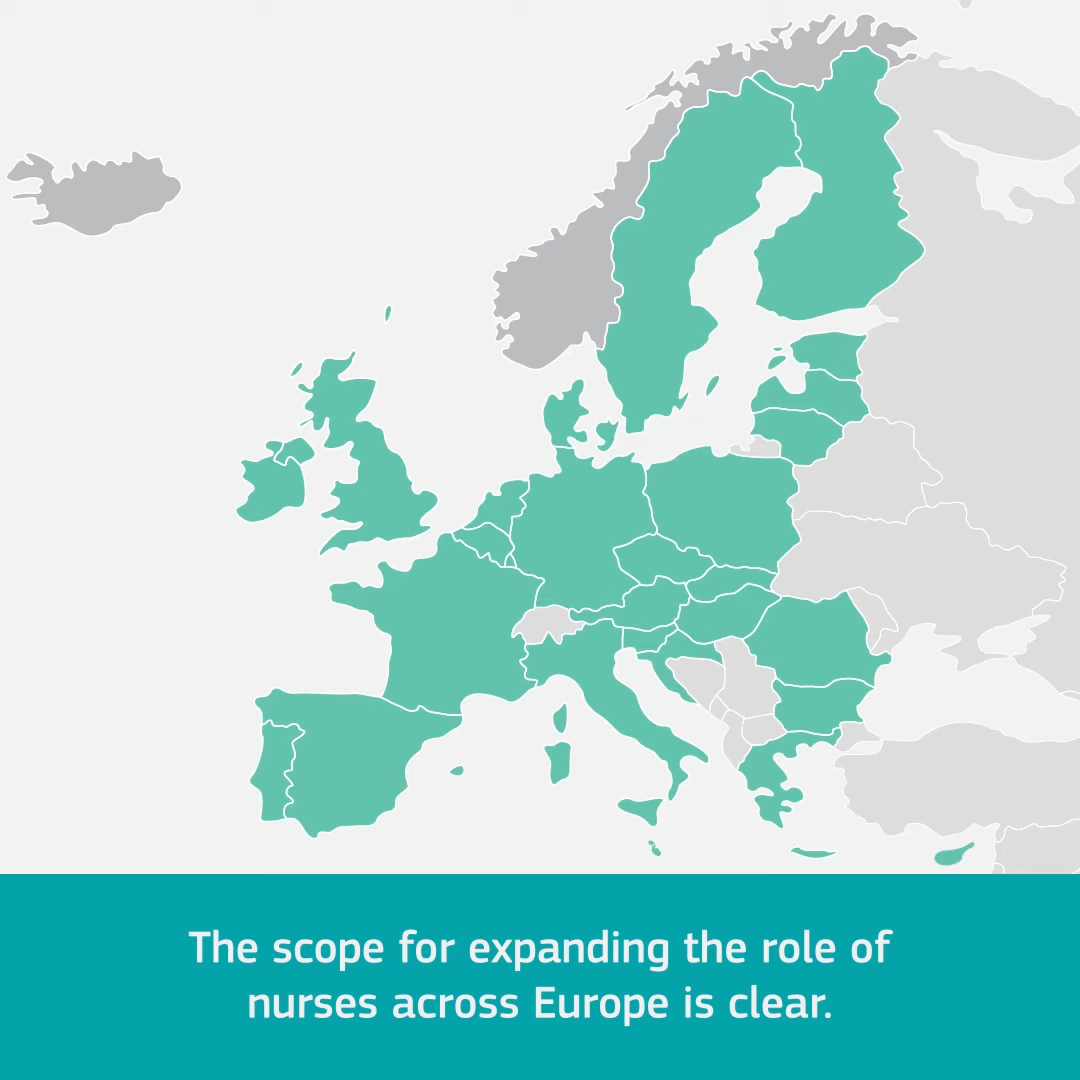 The scope for expanding the role of
nurses across Europe is clear.